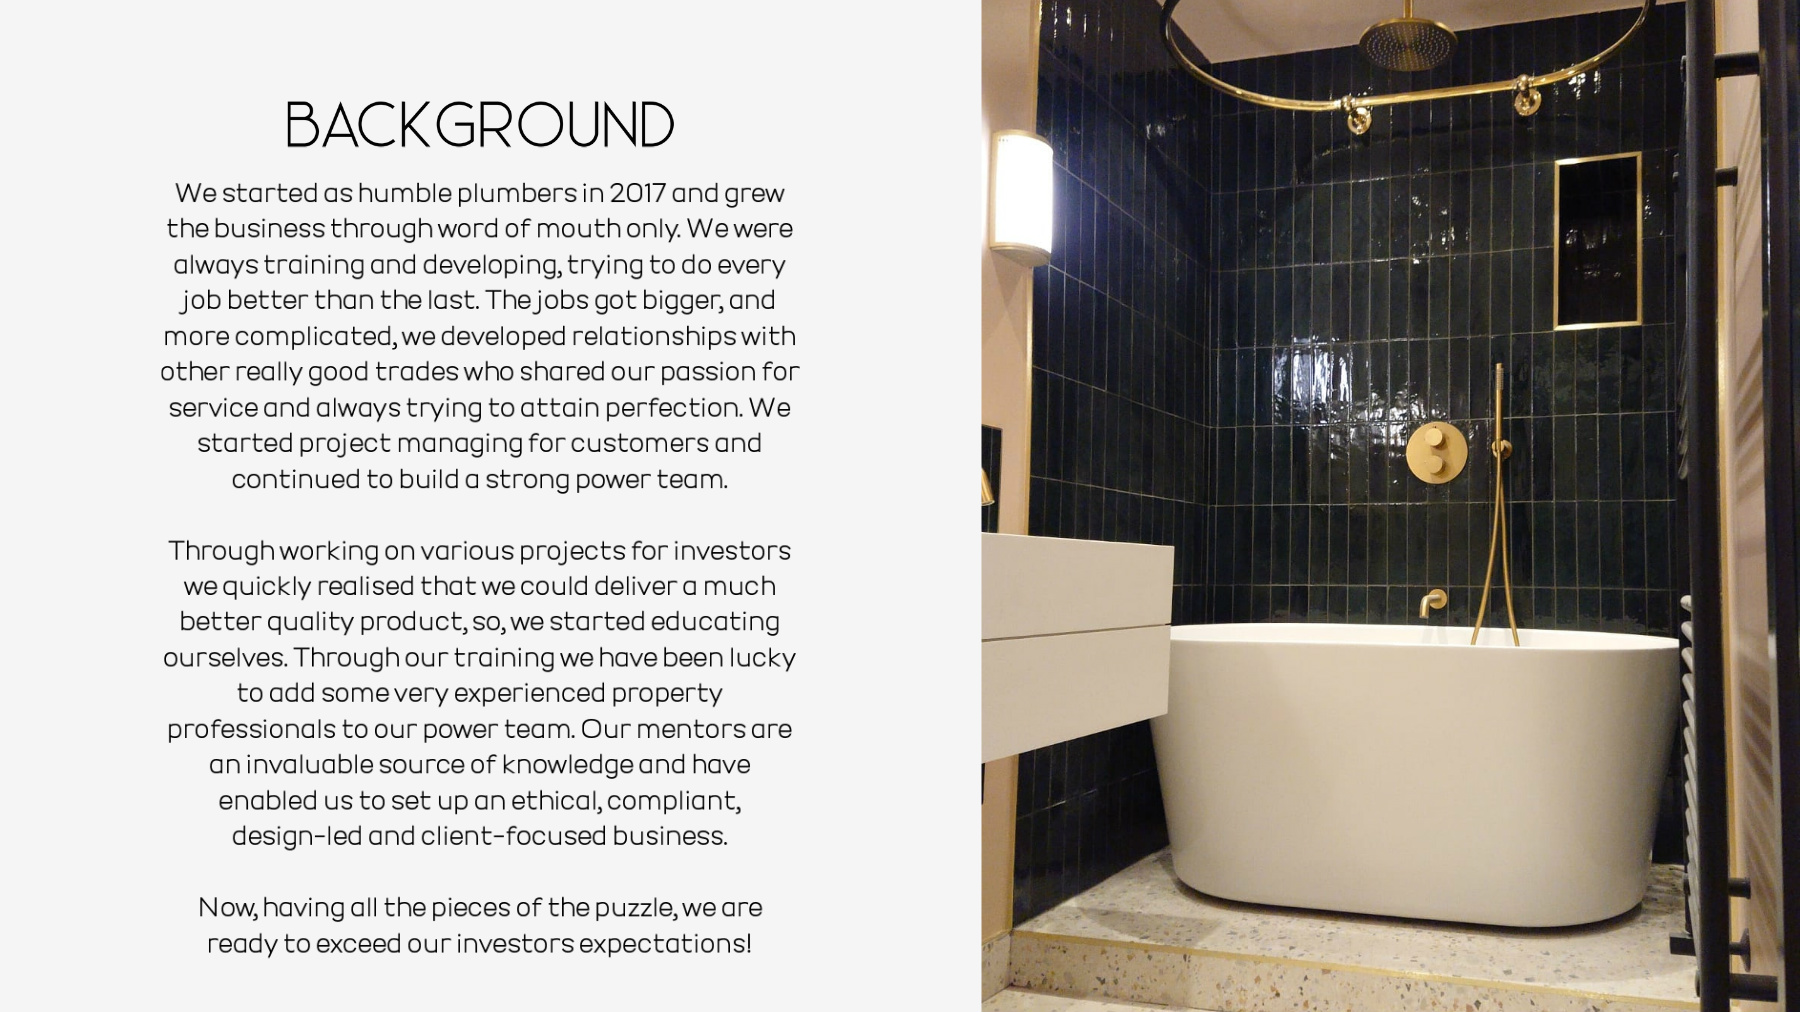 BACKGROUND
We started as humble plumbers in 2017 and grew
the business through word of mouth only. We were
always training and developing, trying to do every
job better than the last. The jobs got bigger, and
more complicated, we developed relationships with
other really good trades who shared our passion for
service and always trying to attain perfection. We
started project managing for customers and
continued to build a strong power team.
Through working on various projects for investors
we quickly realised that we could deliver a much
better quality product, so, we started educating
ourselves. Through our training we have been lucky
to add some very experienced property
professionals to our power team. Our mentors are
an invaluable source of knowledge and have
enabled us to set up an ethical, compliant,
design-led and client-focused business.
Now, having all the pieces of the puzzle, we are
ready to exceed our investors expectations!